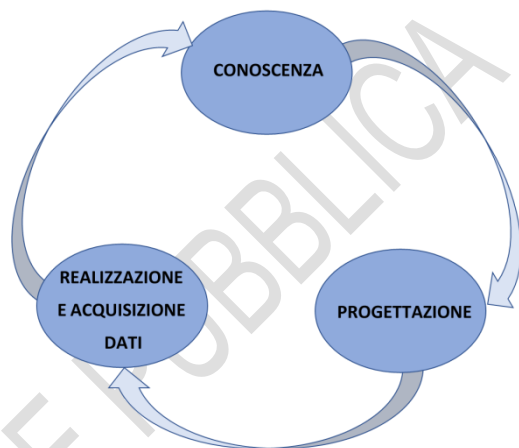 CONOSCENZA
REALIZZAZIONE
E ACQUISIZIONE
DATI
PROGETTAZIONE
E PUBBLICA